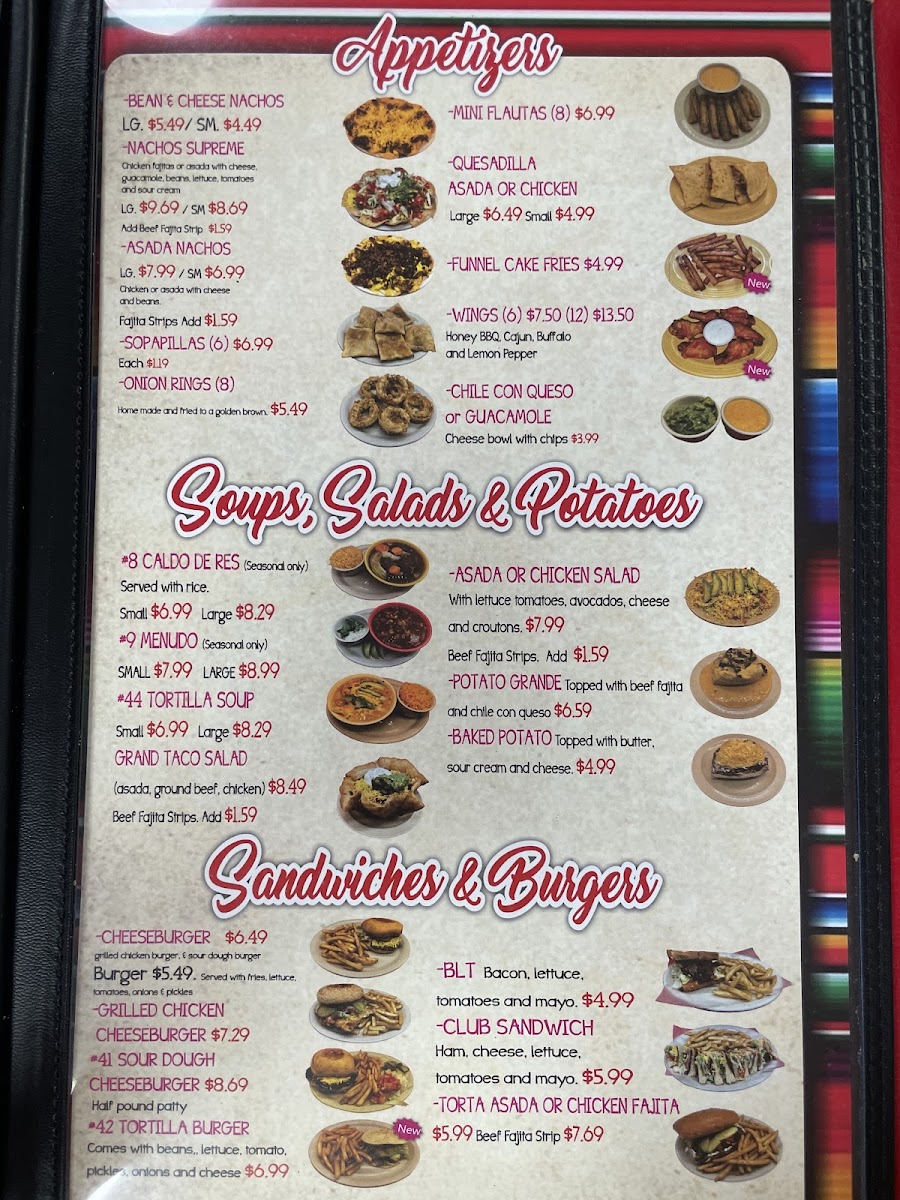 Appetizers
-BEAN & CHEESE NACHOS
LG. $5.49/ SM. $4.49
-NACHOS SUPREME
Chicken fajitas or asada with cheese,
guacamole, beans, lettuce, tomatoes
and sour cream
LG. $9.69 / SM $8.69
Add Beef Fajita Strip $1.59
-ASADA NACHOS
LG. $7.99 / SM $6.99
Chicken or asada with cheese
and beans.
Fajita Strips Add $1.59
-SOPAPILLAS (6) $6.99
Each $1.19
-ONION RINGS (8)
Home made and fried to a golden brown. $5.49
-MINI FLAUTAS (8) $6.99
-QUESADILLA
ASADA OR CHICKEN
Large $6.49 Small $4.99
-FUNNEL CAKE FRIES $4.99
New
-WINGS (6) $7.50 (12) $13.50
Honey BBQ, Cajun, Buffalo
and Lemon Pepper
New
-CHILE CON QUESO
or GUACAMOLE
Cheese bowl with chips $3.99
Soups, Salads & Potatoes
#8 CALDO DE RES (Seasonal only)
Served with rice.
Small $6.99 Large $8.29
#9 MENUDO (Seasonal only)
SMALL $7.99 LARGE $8.99
#44 TORTILLA SOUP
Small $6.99 Large $8.29
GRAND TACO SALAD
(asada, ground beef, chicken) $8.49
Beef Fajita Strips. Add $1.59
-ASADA OR CHICKEN SALAD
With lettuce tomatoes, avocados, cheese
and croutons. $7.99
Beef Fajita Strips. Add $1.59
-POTATO GRANDE Topped with beef fajita
and chile con queso $6.59
-BAKED POTATO Topped with butter,
sour cream and cheese. $4.99
Sandwiches & Burgers
-CHEESEBURGER $6.49
grilled chicken burger, & sour dough burger
Burger $5.49. Served with fries, lettuce,
tomatoes, onions & pickles
-GRILLED CHICKEN
CHEESEBURGER $7.29
#41 SOUR DOUGH
CHEESEBURGER $8.69
Half pound patty
#42 TORTILLA BURGER
New
Comes with beans,, lettuce, tomato,
pickles, onions and cheese $6.99
-BLT Bacon, lettuce,
tomatoes and mayo. $4.99
-CLUB SANDWICH
Ham, cheese, lettuce,
tomatoes and mayo. $5.99
-TORTA ASADA OR CHICKEN FAJITA
$5.99 Beef Fajita Strip $7.69